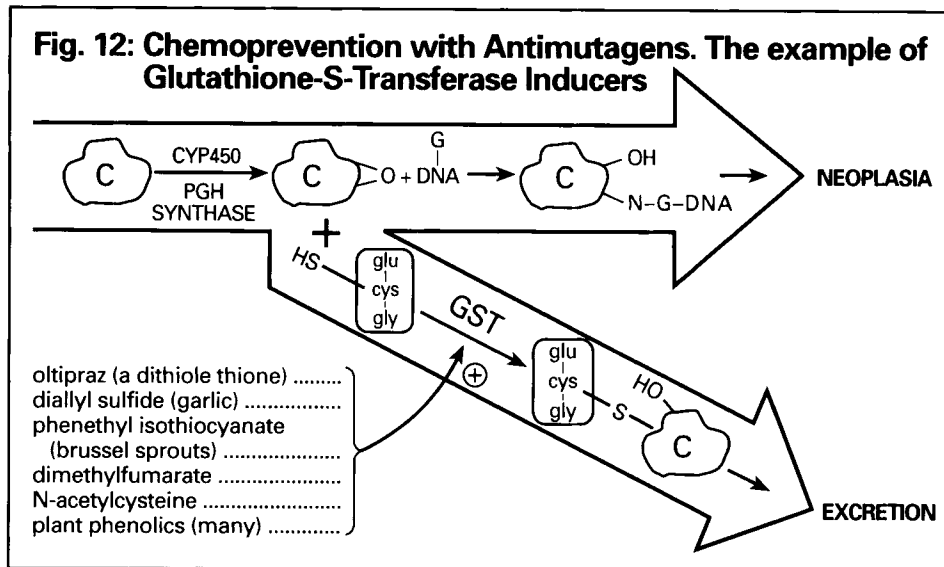 Fig. 12: Chemoprevention with Antimutagens. The example of
Glutathione-S-Transferase Inducers
C
CYP450
PGH
SYNTHASE
C
O + DNA
G
C
OH
N-G-DNA
NEOPLASIA
+
HS
glu
cys
gly
GST
+
glu
cys
gly
S
HO
C
EXCRETION
oltipraz (a dithiole thione) .........
diallyl sulfide (garlic) .................
phenethyl isothiocyanate
(brussel sprouts) .....................
dimethylfumarate .....................
N-acetylcysteine ......................
plant phenolics (many) .............